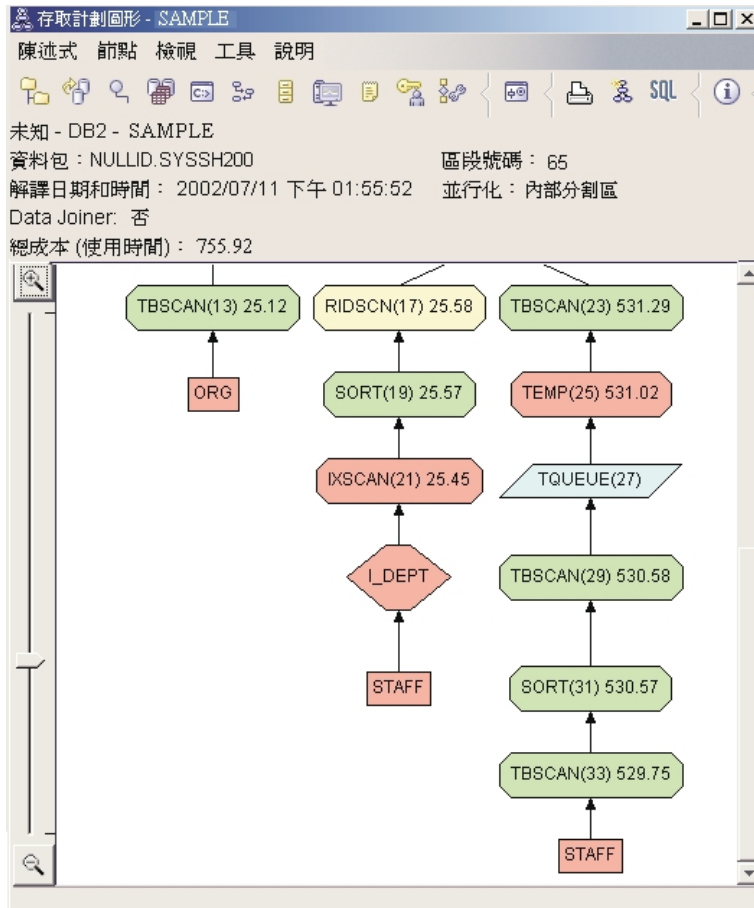 存取計劃圖形 - SAMPLE
陳述式 節點 檢視 工具 說明
SQL
未知 - DB2 - SAMPLE
資料包：NULLID.SYSSH200 區段號碼： 65
解譯日期和時間： 2002/07/11 下午 01:55:52 並行化：內部分割區
Data Joiner: 否
總成本 (使用時間)： 755.92
TBSCAN(13) 25.12 RIDSCN(17) 25.58 TBSCAN(23) 531.29
ORG SORT(19) 25.57 TEMP(25) 531.02
IXSCAN(21) 25.45 TQUEUE(27)
I_DEPT TBSCAN(29) 530.58
STAFF SORT(31) 530.57
TBSCAN(33) 529.75
STAFF